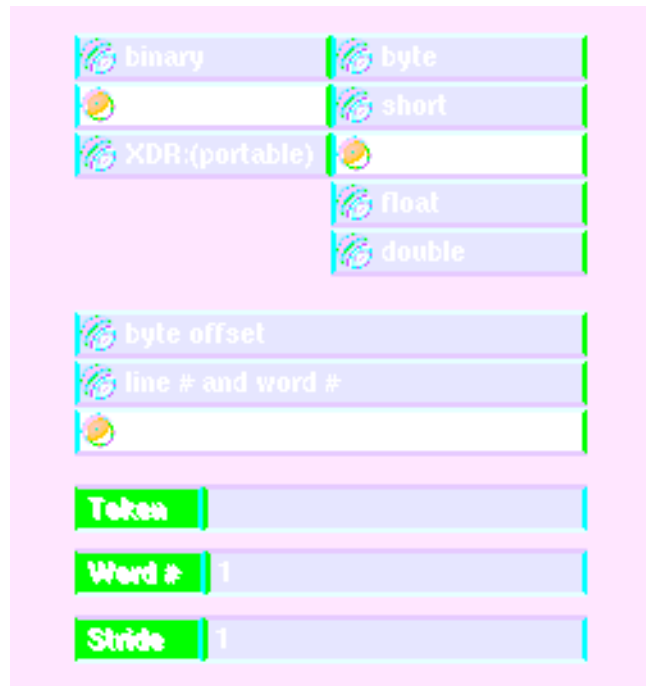 binary byte
short
XDR:(portable)
float
double
byte offset
line # and word #
Token
Word # 1
Stride 1